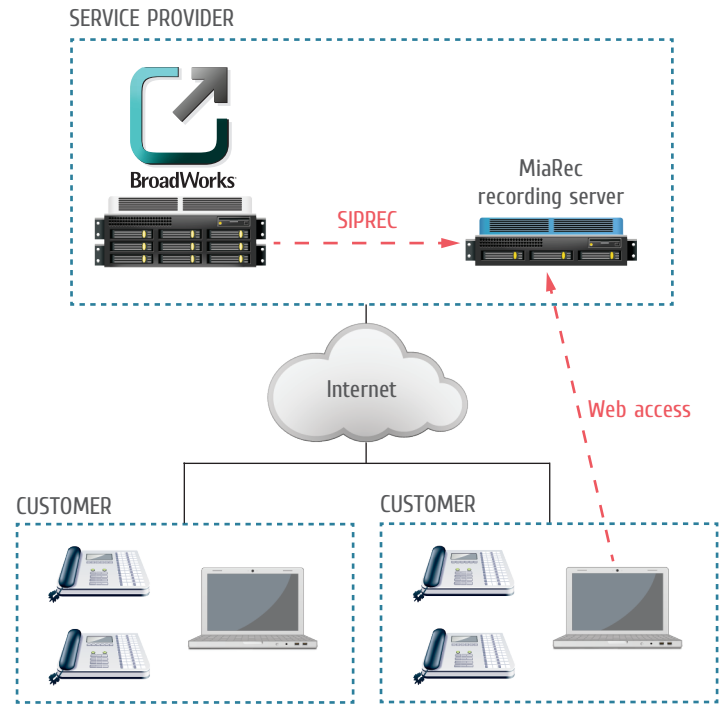 SERVICE PROVIDER
BroadWorks
MiaRec
recording server
SIPREC
Internet
Web access
CUSTOMER
CUSTOMER